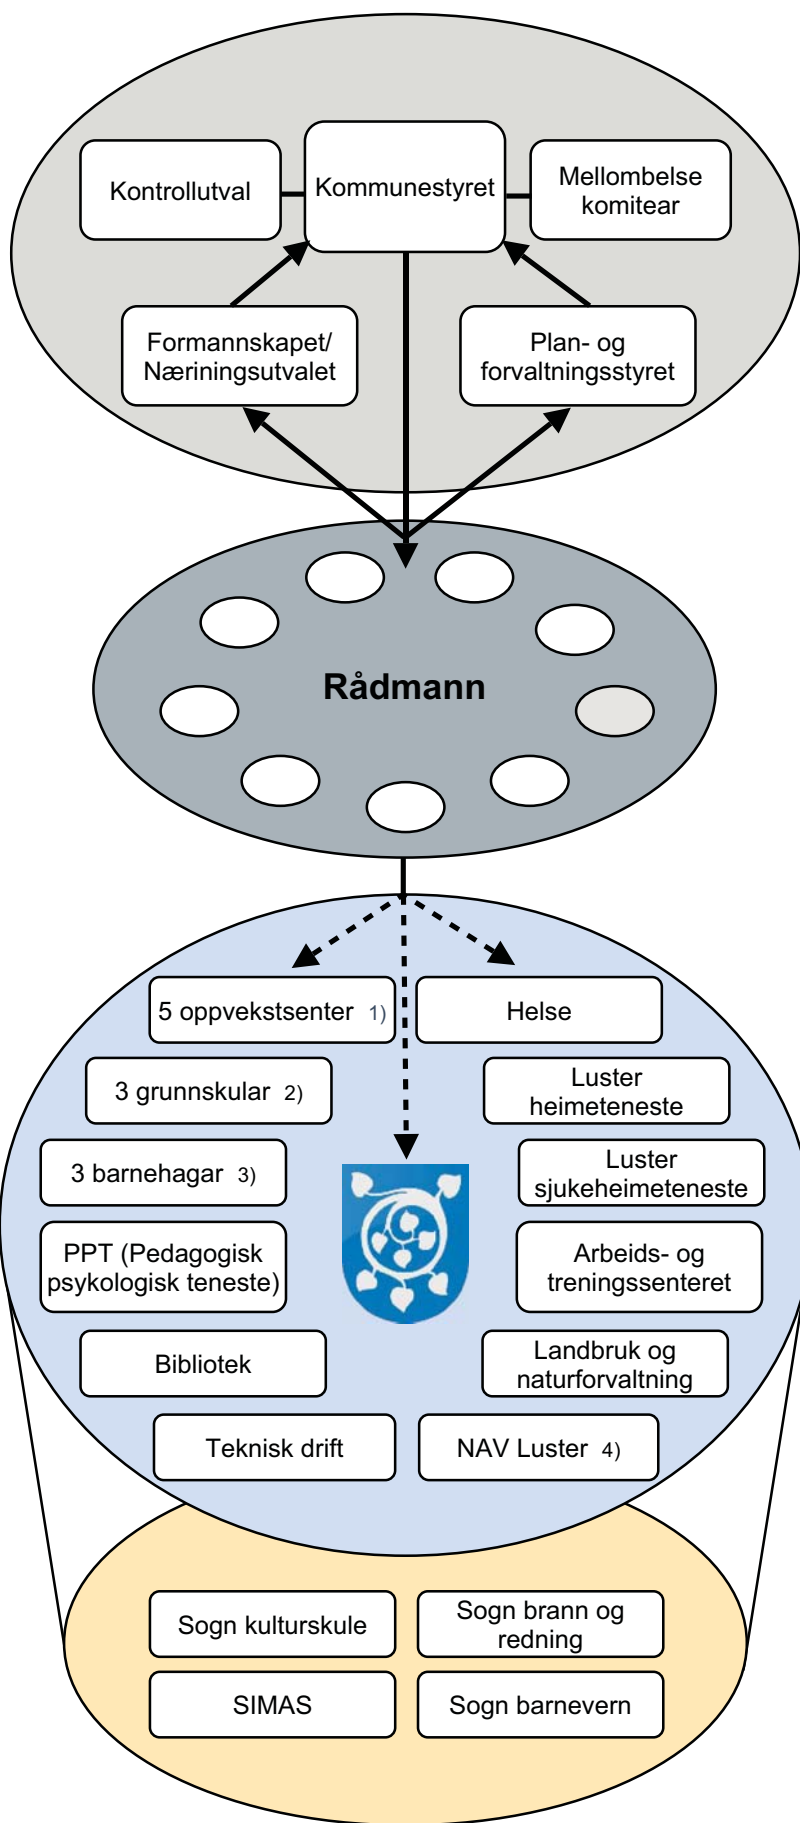 Kontrollutval
Kommunestyret
Mellombelse
komitear
Formannskapet/
Næriningsutvalet
Plan- og
forvaltningsstyret
Rådmann
5 oppvekstsenter 1)
Helse
3 grunnskular 2)
Luster
heimeteneste
3 barnehagar 3)
Luster
sjukeheimeteneste
PPT (Pedagogisk
psykologisk teneste)
Arbeids- og
treningssenteret
Bibliotek
Landbruk og
naturforvaltning
Teknisk drift
NAV Luster 4)
Sogn kulturskule
Sogn brann og
redning
SIMAS
Sogn barnevern